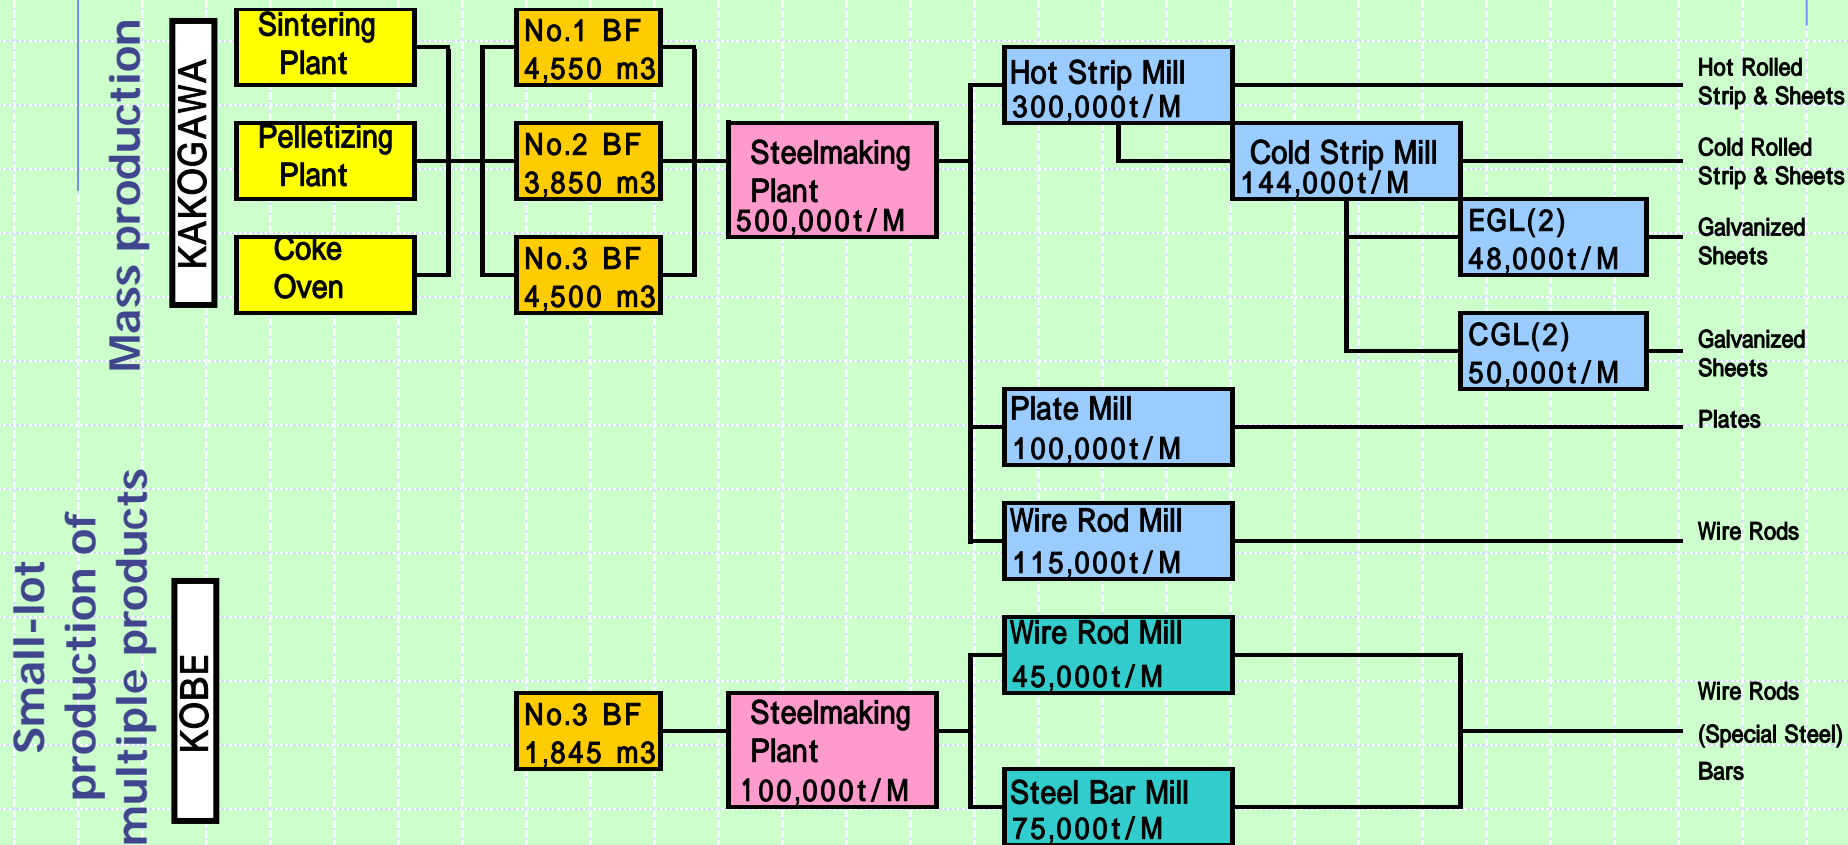 Mass production
KAKOGAWA
Sintering
Plant
Pelletizing
Plant
Coke
Oven
No.1 BF
4,550 m3
No.2 BF
3,850 m3
No.3 BF
4,500 m3
Steelmaking
Plant
500,000t/M
Hot Strip Mill
300,000t/M
Cold Strip Mill
144,000t/M
EGL(2)
48,000t/M
CGL(2)
50,000t/M
Plate Mill
100,000t/M
Wire Rod Mill
115,000t/M
Hot Rolled
Strip & Sheets
Cold Rolled
Strip & Sheets
Galvanized
Sheets
Galvanized
Sheets
Plates
Wire Rods
Small-lot
production of
multiple products
KOBE
No.3 BF
1,845 m3
Steelmaking
Plant
100,000t/M
Wire Rod Mill
45,000t/M
Steel Bar Mill
75,000t/M
Wire Rods
(Special Steel)
Bars